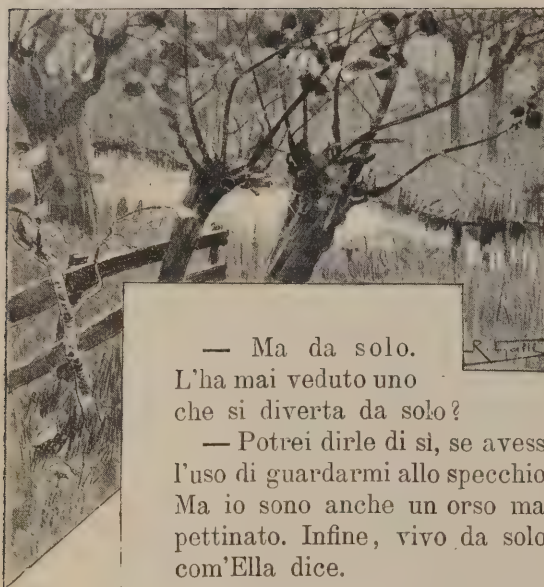 — Ma da solo.
L'ha mai veduto uno
che si diverta da solo?
— Potrei dirle di sì, se avess
l'uso di guardarmi allo specchio
Ma io sono anche un orso ma
pettinato. Infine, vivo da solo
com'Ella dice.